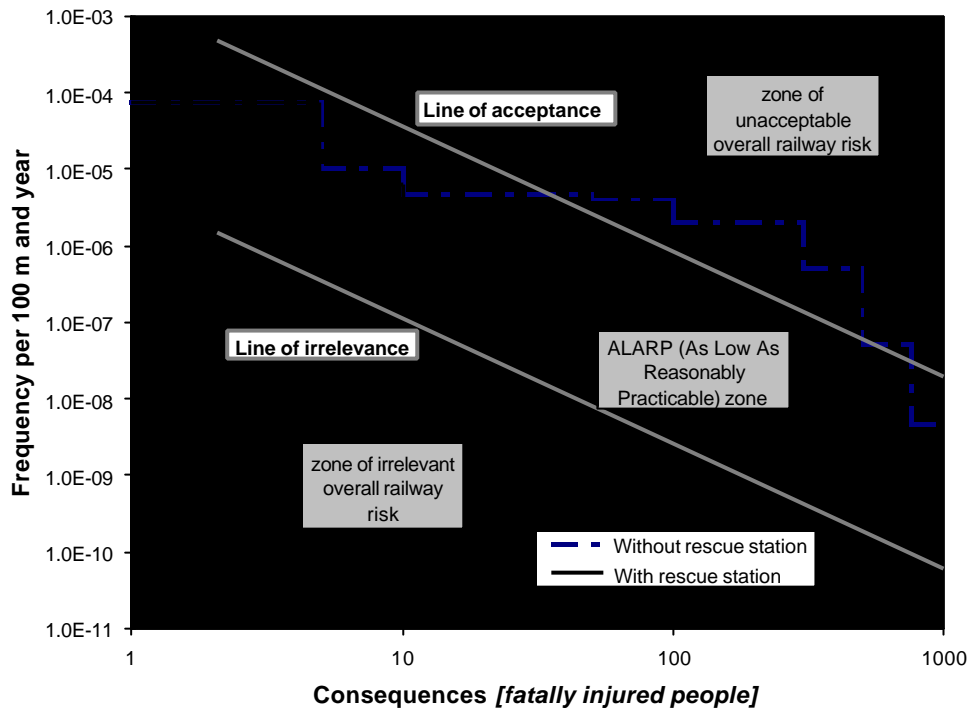 1.0E-03
1.0E-04
1.0E-05
1.0E-06
1.0E-07
1.0E-08
1.0E-09
1.0E-10
1.0E-11
Frequency per 100 m and year
Line of acceptance
zone of
unacceptable
overall railway risk
Line of irrelevance
ALARP (As Low As
Reasonably
Practicable) zone
zone of irrelevant
overall railway
risk
Without rescue station
With rescue station
1
10
100
1000
Consequences [fatally injured people]